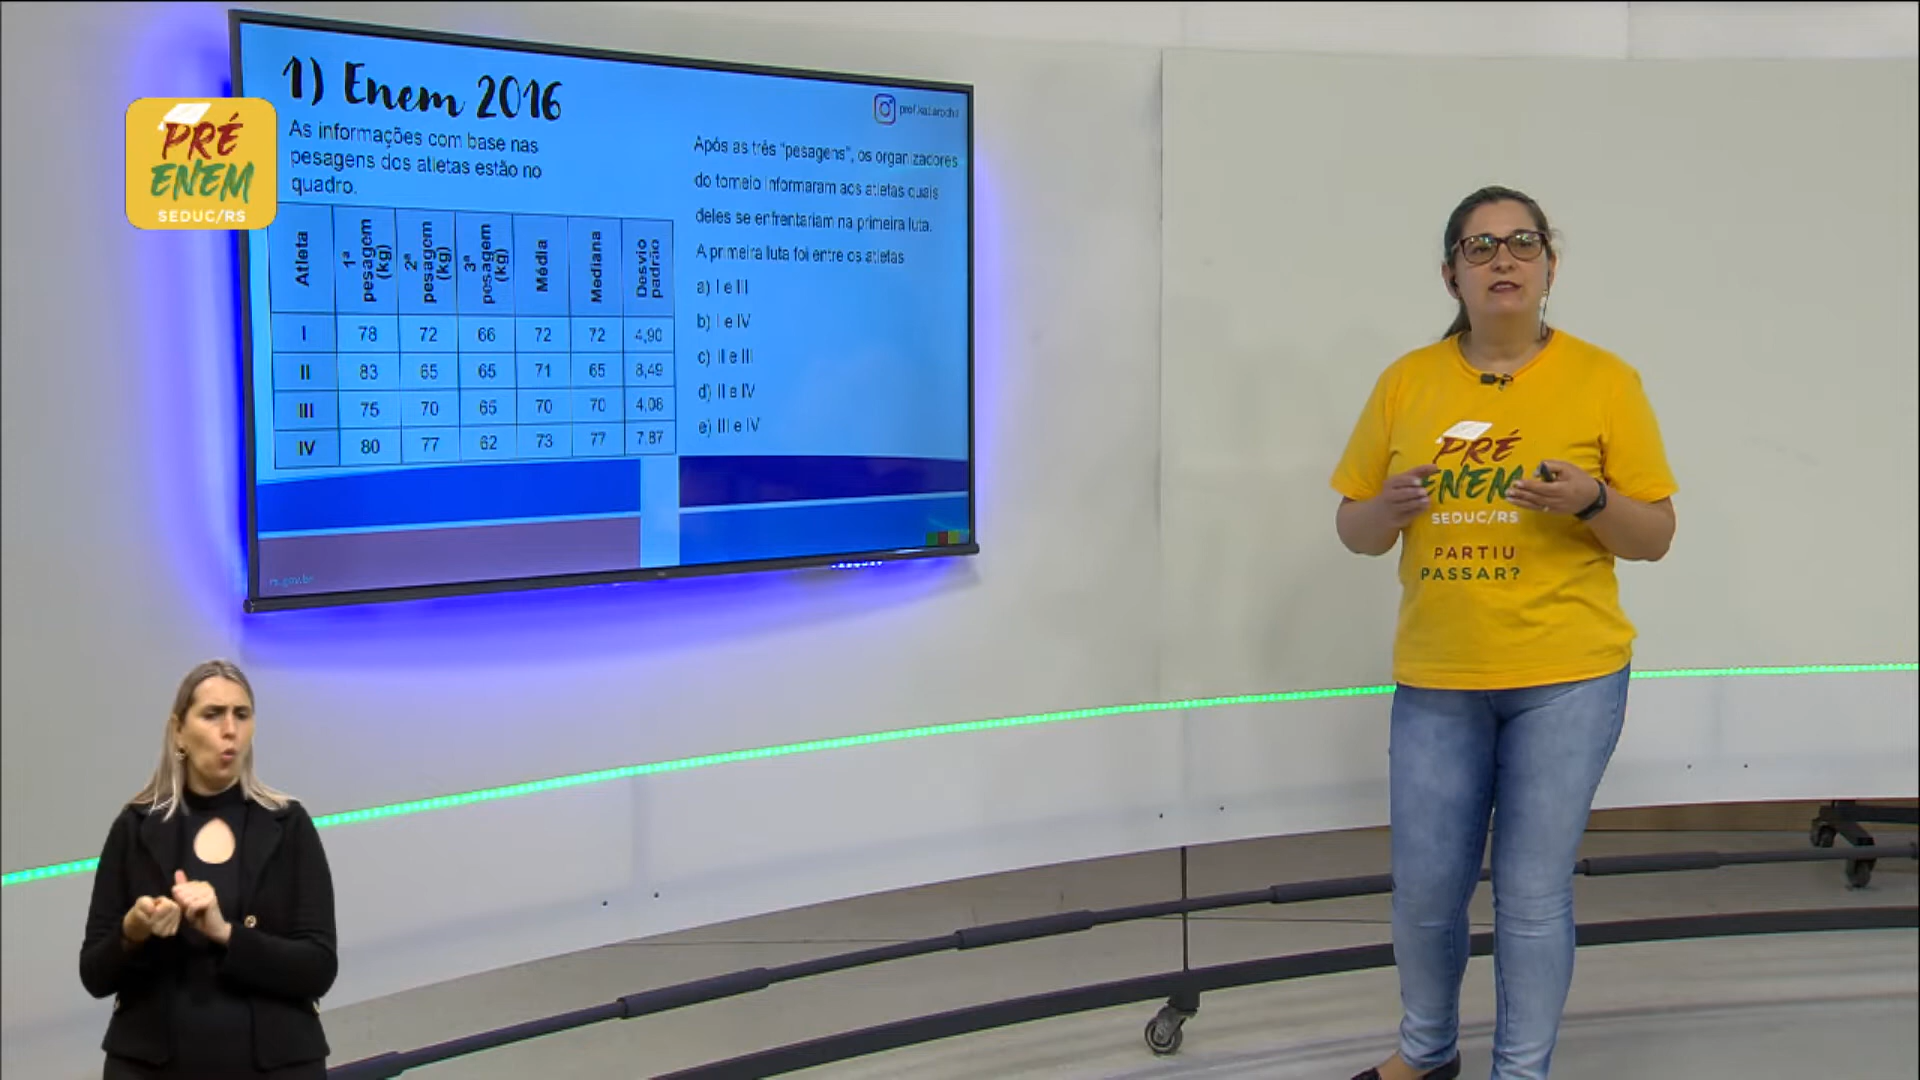 1) Enem 2016
As informações com base nas
pesagens dos atletas estão no
quadro.
Atleta 1ª pesagem (kg) 2ª pesagem (kg) 3ª pesagem (kg) Média Mediana Desvio padrão
I 78 72 66 72 72 4,90
II 83 65 65 71 65 8,49
III 75 70 65 70 70 4,08
IV 80 77 62 73 77 7,87
Após as três "pesagens", os organizadores
do torneio informaram aos atletas quais
deles se enfrentariam na primeira luta.
A primeira luta foi entre os atletas
a) I e III
b) I e IV
c) II e III
d) II e IV
e) III e IV
rs.gov.br
PRÉ
ENEM
SEDUC/RS
PRÉ
ENEM
SEDUC/RS
PARTIU
PASSAR?